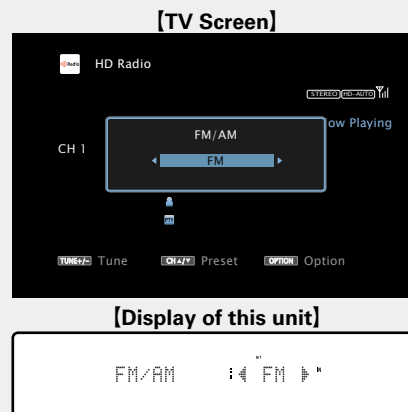 【TV Screen】
HD Radio
STEREO HD-AUTO
ow Playing
FM/AM
CH 1
FM
PTY
TUNE+/- Tune CH▲/▼ Preset OPTION Option
【Display of this unit】
FM/AM FM